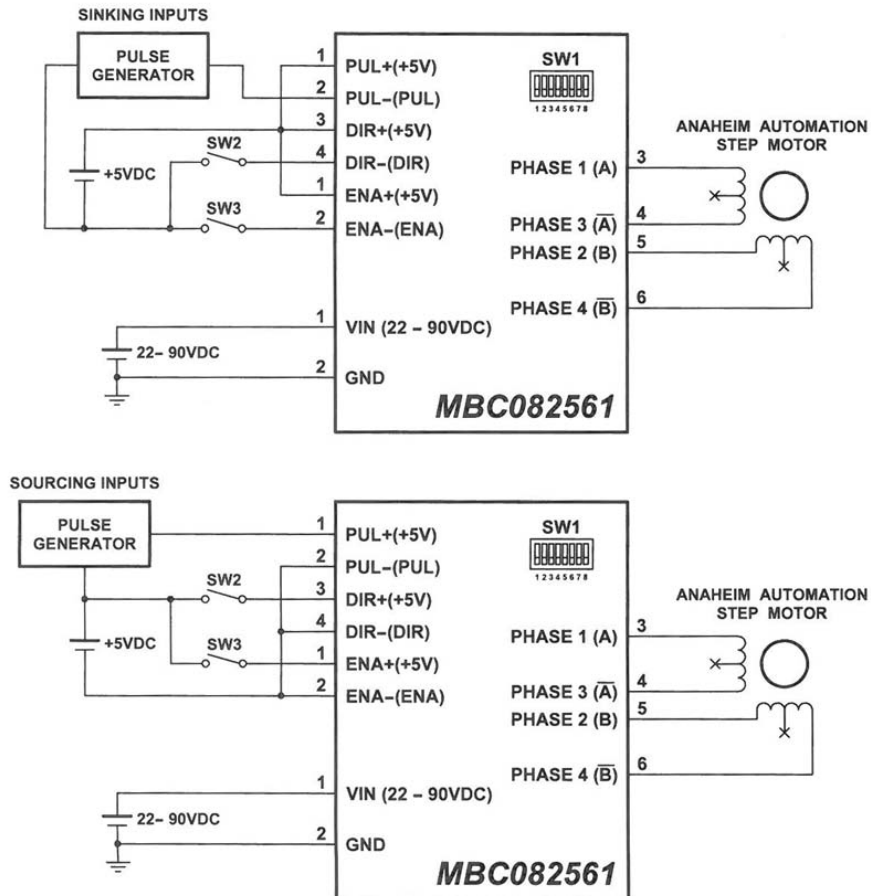 SINKING INPUTS
PULSE
GENERATOR
+5VDC
SW2
SW3
22– 90VDC
1 PUL+(+5V)
2 PUL–(PUL)
3 DIR+(+5V)
4 DIR–(DIR)
1 ENA+(+5V)
2 ENA–(ENA)
1 VIN (22 – 90VDC)
2 GND
SW1
12345678
PHASE 1 (A) 3
PHASE 3 (A̅) 4
PHASE 2 (B) 5
PHASE 4 (B̅) 6
MBC082561
ANAHEIM AUTOMATION
STEP MOTOR
SOURCING INPUTS
PULSE
GENERATOR
+5VDC
SW2
SW3
22– 90VDC
1 PUL+(+5V)
2 PUL–(PUL)
3 DIR+(+5V)
4 DIR–(DIR)
1 ENA+(+5V)
2 ENA–(ENA)
1 VIN (22 – 90VDC)
2 GND
SW1
12345678
PHASE 1 (A) 3
PHASE 3 (A̅) 4
PHASE 2 (B) 5
PHASE 4 (B̅) 6
MBC082561
ANAHEIM AUTOMATION
STEP MOTOR